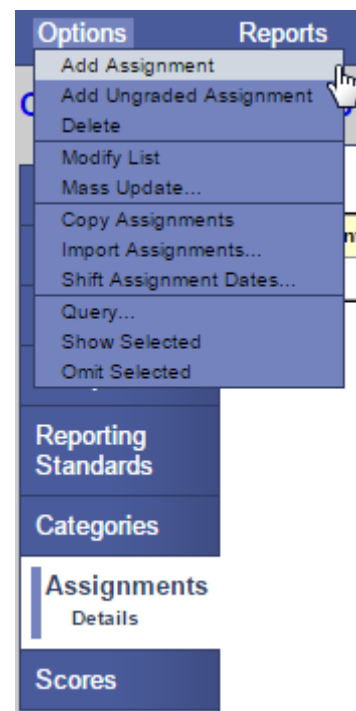 Options Reports
Add Assignment
Add Ungraded Assignment
Delete
Modify List
Mass Update...
Copy Assignments
Import Assignments...
Shift Assignment Dates...
Query...
Show Selected
Omit Selected
Reporting
Standards
Categories
Assignments
Details
Scores